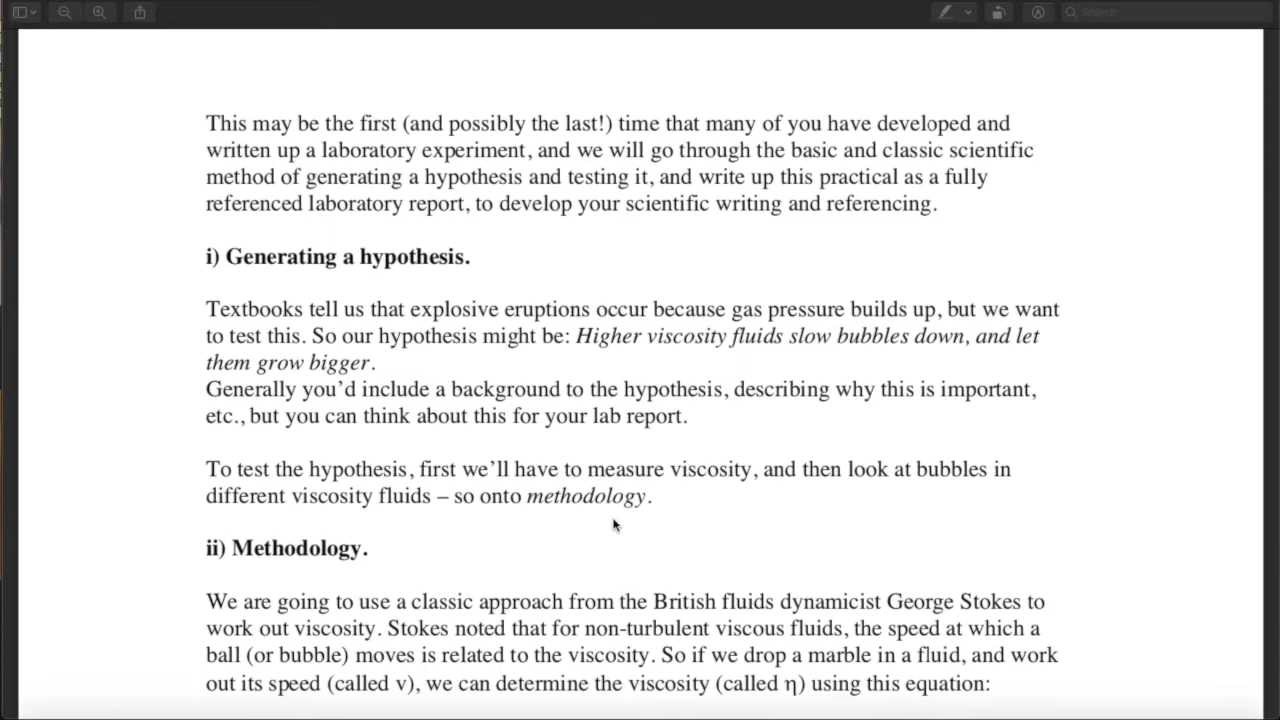 Search
This may be the first (and possibly the last!) time that many of you have developed and
written up a laboratory experiment, and we will go through the basic and classic scientific
method of generating a hypothesis and testing it, and write up this practical as a fully
referenced laboratory report, to develop your scientific writing and referencing.
i) Generating a hypothesis.
Textbooks tell us that explosive eruptions occur because gas pressure builds up, but we want
to test this. So our hypothesis might be: Higher viscosity fluids slow bubbles down, and let
them grow bigger.
Generally you’d include a background to the hypothesis, describing why this is important,
etc., but you can think about this for your lab report.
To test the hypothesis, first we’ll have to measure viscosity, and then look at bubbles in
different viscosity fluids – so onto methodology.
ii) Methodology.
We are going to use a classic approach from the British fluids dynamicist George Stokes to
work out viscosity. Stokes noted that for non-turbulent viscous fluids, the speed at which a
ball (or bubble) moves is related to the viscosity. So if we drop a marble in a fluid, and work
out its speed (called v), we can determine the viscosity (called η) using this equation: